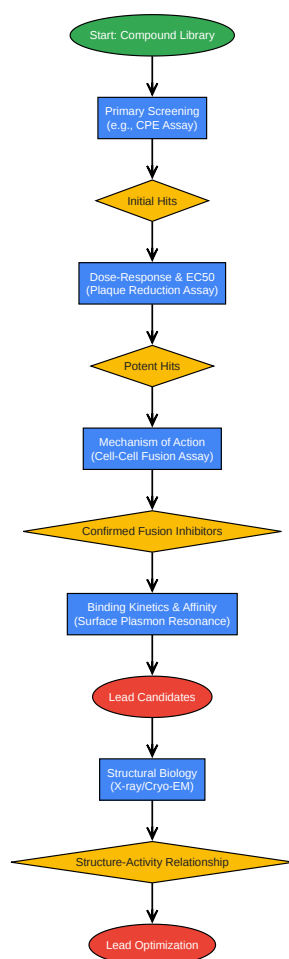 Start: Compound Library
Primary Screening
(e.g., CPE Assay)
Initial Hits
Dose-Response & EC50
(Plaque Reduction Assay)
Potent Hits
Mechanism of Action
(Cell-Cell Fusion Assay)
Confirmed Fusion Inhibitors
Binding Kinetics & Affinity
(Surface Plasmon Resonance)
Lead Candidates
Structural Biology
(X-ray/Cryo-EM)
Structure-Activity Relationship
Lead Optimization